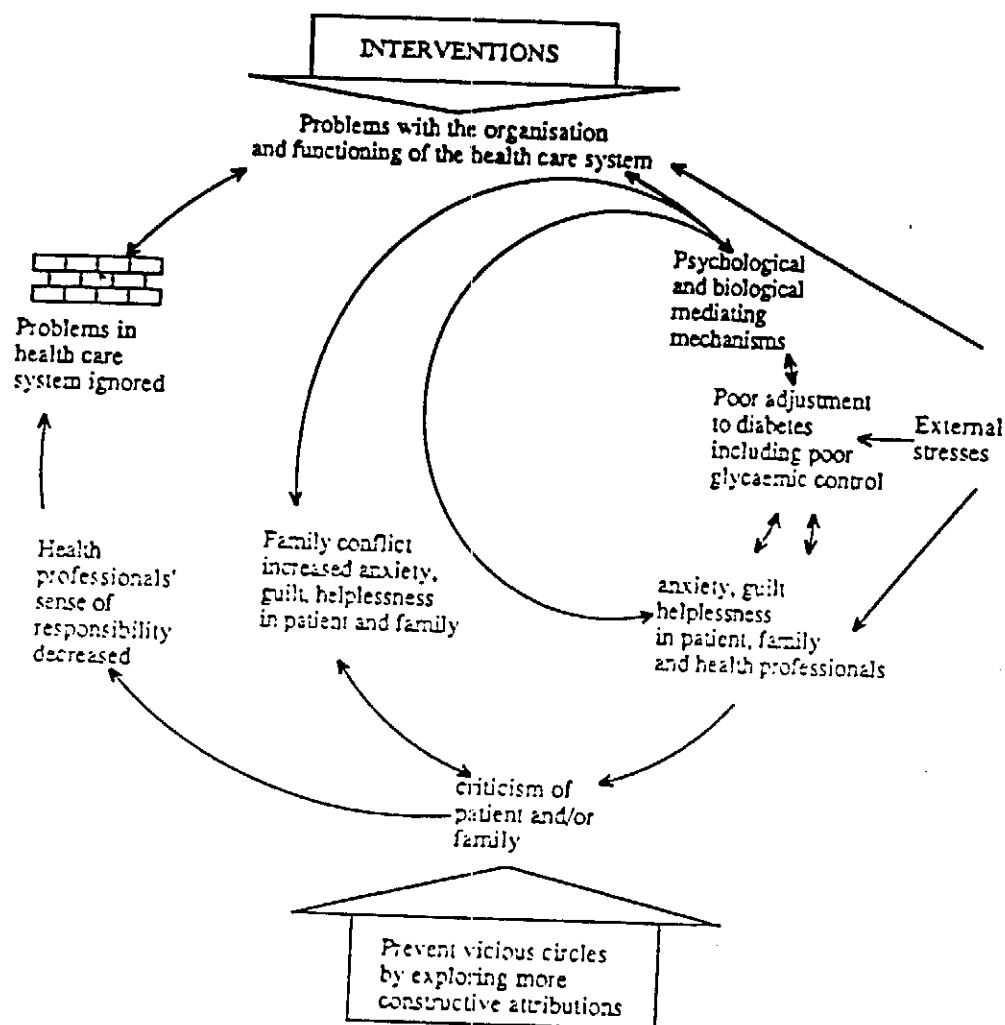 INTERVENTIONS
Problems with the organisation
and functioning of the health care system
Psychological
and biological
mediating
mechanisms
Problems in
health care
system ignored
Poor adjustment
to diabetes
including poor
glycaemic control
External
stresses
Health
professionals'
sense of
responsibility
decreased
Family conflict
increased anxiety,
guilt, helplessness
in patient and family
anxiety, guilt
helplessness
in patient, family
and health professionals
criticism of
patient and/or
family
Prevent vicious circles
by exploring more
constructive attributions